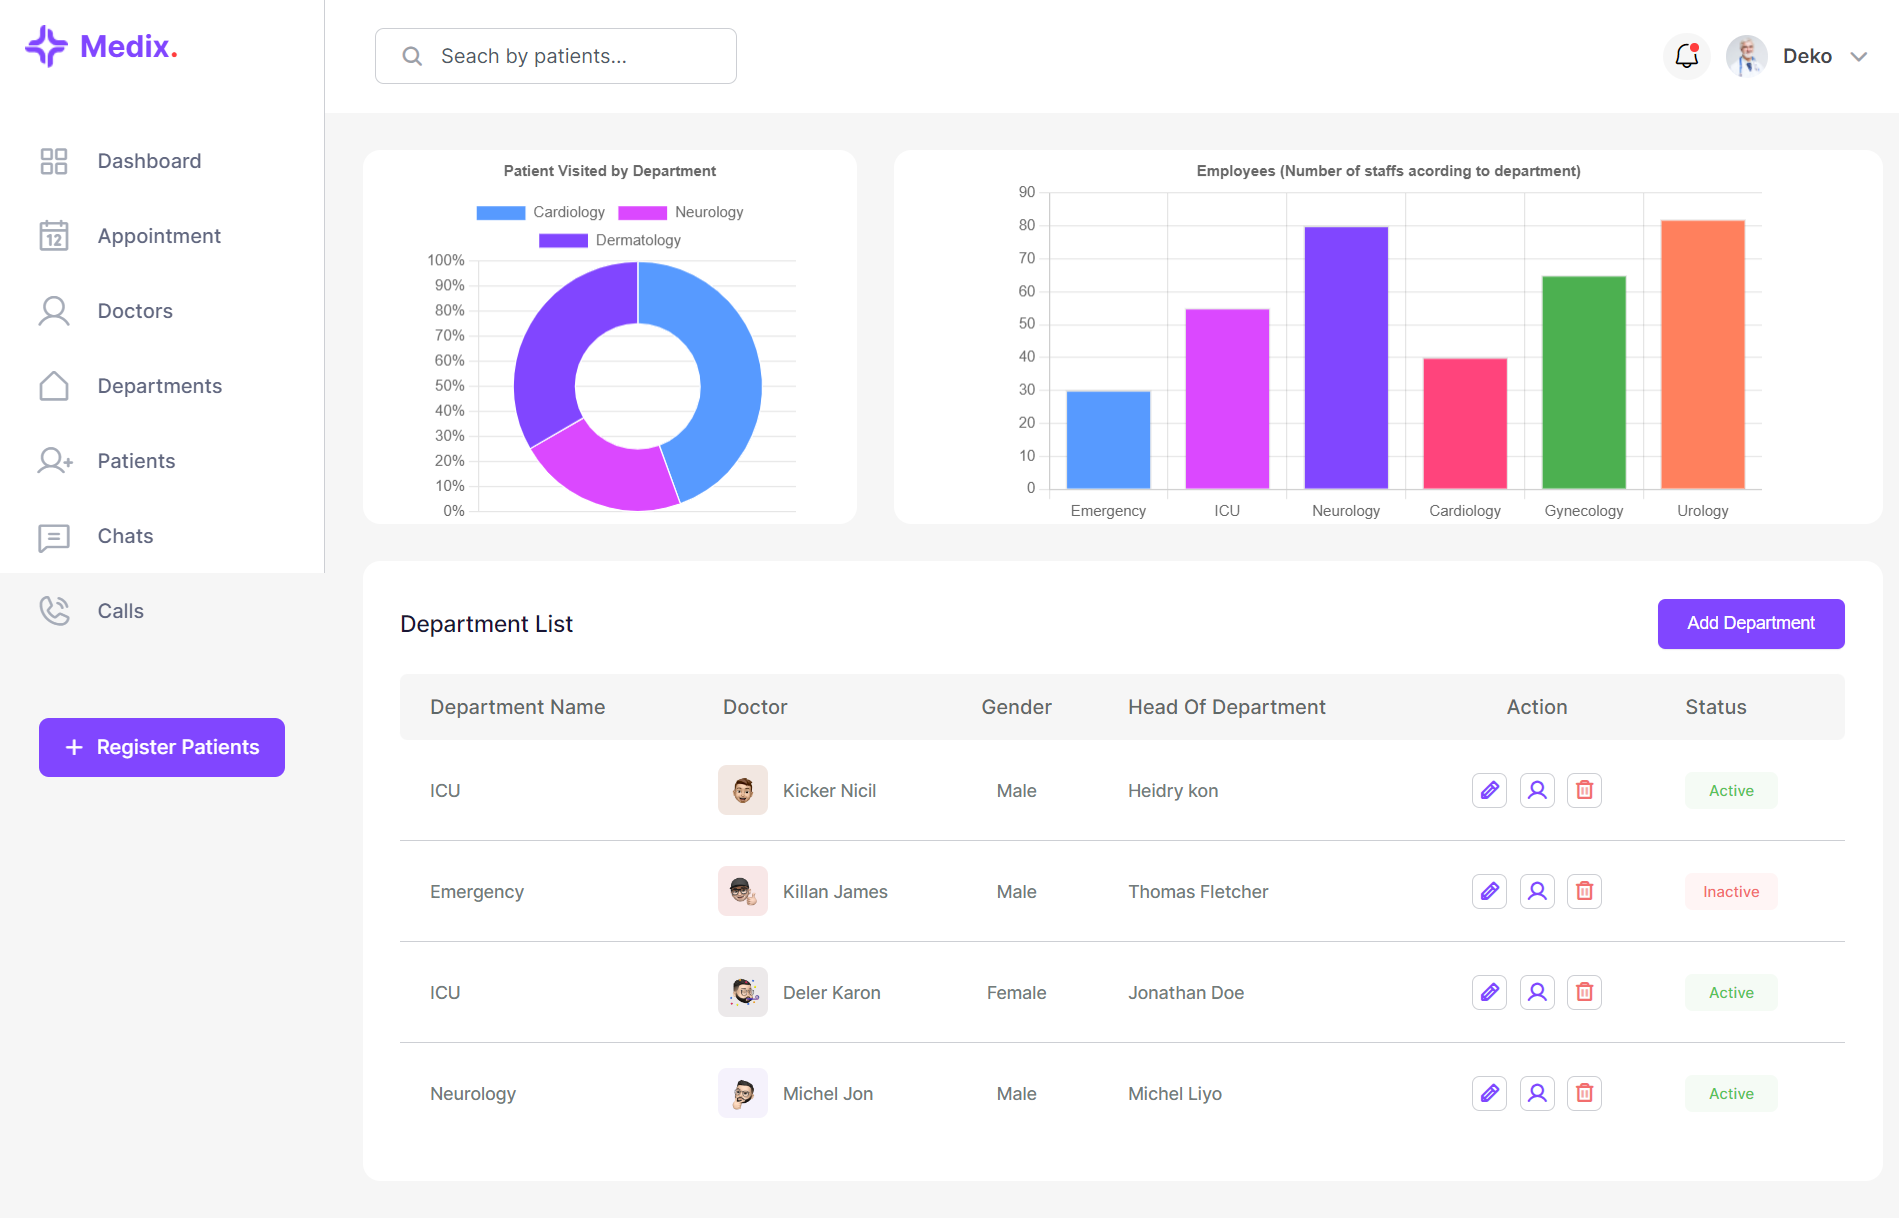 Medix.
Seach by patients...
Deko
Dashboard
12
Appointment
Doctors
Departments
Patients
Chats
Calls
+ Register Patients
Patient Visited by Department
Cardiology Neurology
Dermatology
100%
90%
80%
70%
60%
50%
40%
30%
20%
10%
0%
Employees (Number of staffs acording to department)
90
80
70
60
50
40
30
20
10
0
Emergency ICU Neurology Cardiology Gynecology Urology
Department List
Add Department
Department Name Doctor Gender Head Of Department Action Status
ICU Kicker Nicil Male Heidry kon Active
Emergency Killan James Male Thomas Fletcher Inactive
ICU Deler Karon Female Jonathan Doe Active
Neurology Michel Jon Male Michel Liyo Active